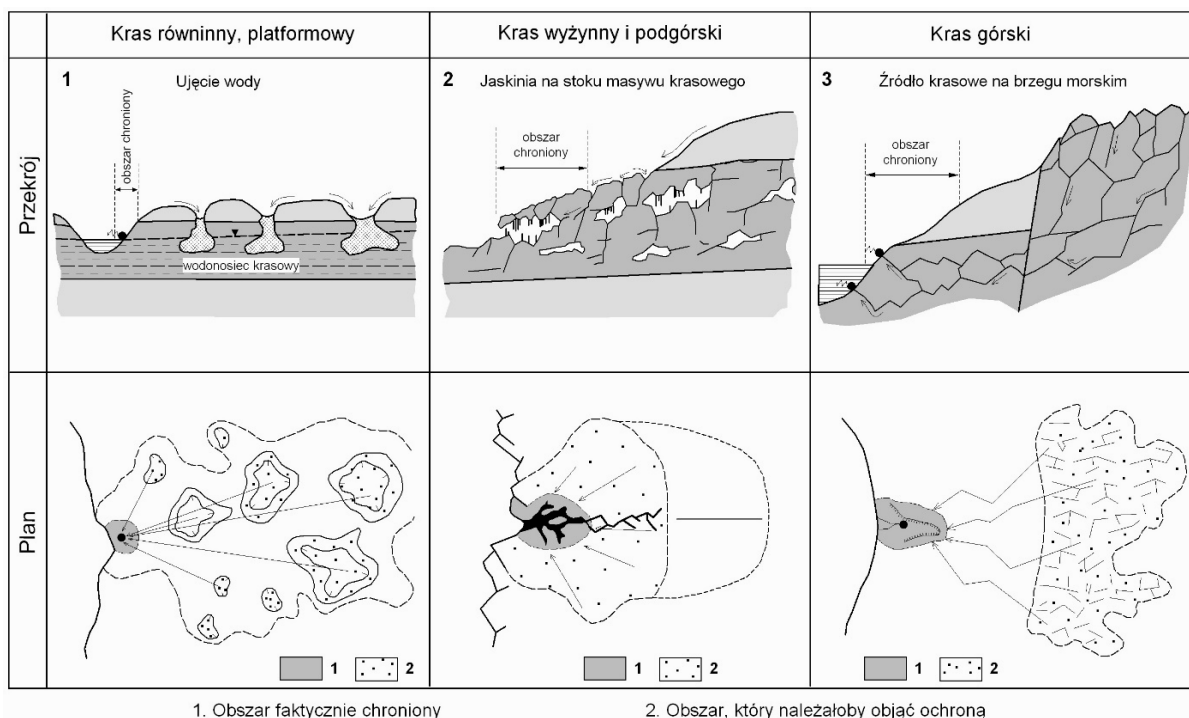 Kras równinny, platformowy
Kras wyżynny i podgórski
Kras górski
Przekrój
1
Ujęcie wody
obszar chroniony
wodonosiec krasowy
2
Jaskinia na stoku masywu krasowego
obszar
chroniony
3
Źródło krasowe na brzegu morskim
obszar
chroniony
Plan
1
2
1
2
1
2
1. Obszar faktycznie chroniony
2. Obszar, który należałoby objąć ochroną